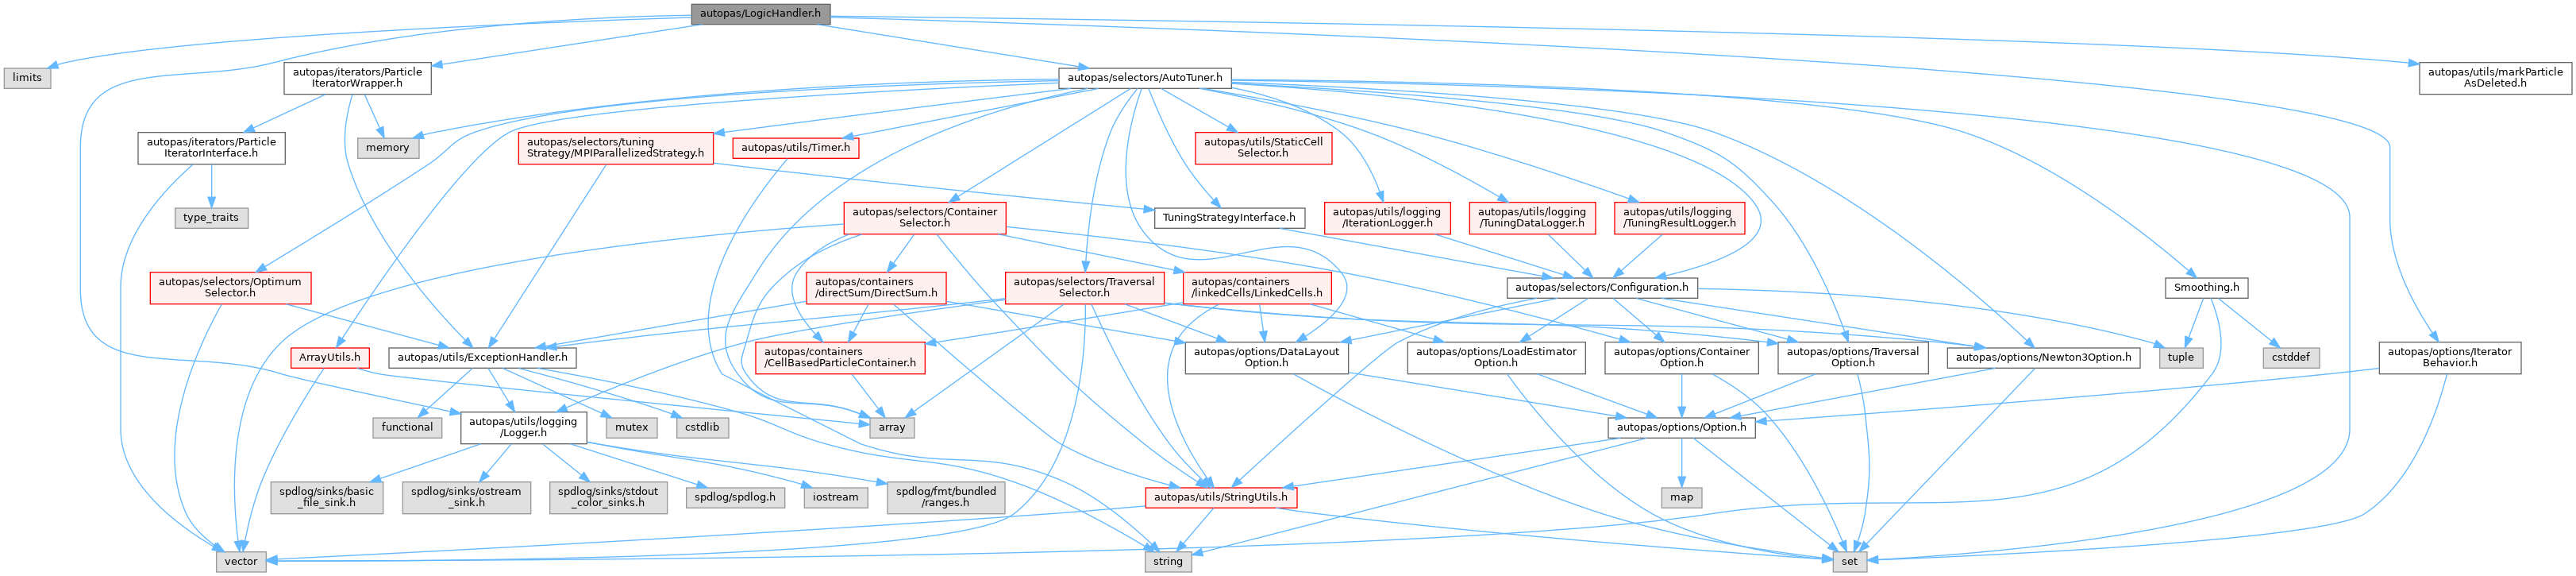 autopas/LogicHandler.h
limits
autopas/iterators/Particle
IteratorWrapper.h
autopas/selectors/AutoTuner.h
autopas/utils/markParticle
AsDeleted.h
autopas/iterators/Particle
IteratorInterface.h
memory
autopas/selectors/tuning
Strategy/MPIParallelizedStrategy.h
autopas/utils/Timer.h
autopas/utils/StaticCell
Selector.h
type_traits
autopas/selectors/Container
Selector.h
TuningStrategyInterface.h
autopas/utils/logging
/IterationLogger.h
autopas/utils/logging
/TuningDataLogger.h
autopas/utils/logging
/TuningResultLogger.h
autopas/selectors/Optimum
Selector.h
autopas/containers
/directSum/DirectSum.h
autopas/selectors/Traversal
Selector.h
autopas/containers
/linkedCells/LinkedCells.h
autopas/selectors/Configuration.h
Smoothing.h
ArrayUtils.h
autopas/utils/ExceptionHandler.h
autopas/containers
/CellBasedParticleContainer.h
autopas/options/DataLayout
Option.h
autopas/options/LoadEstimator
Option.h
autopas/options/Container
Option.h
autopas/options/Traversal
Option.h
autopas/options/Newton3Option.h
tuple
cstddef
autopas/options/Iterator
Behavior.h
functional
autopas/utils/logging
/Logger.h
mutex
cstdlib
array
autopas/options/Option.h
spdlog/sinks/basic
_file_sink.h
spdlog/sinks/ostream
_sink.h
spdlog/sinks/stdout
_color_sinks.h
spdlog/spdlog.h
iostream
spdlog/fmt/bundled
/ranges.h
autopas/utils/StringUtils.h
map
vector
string
set